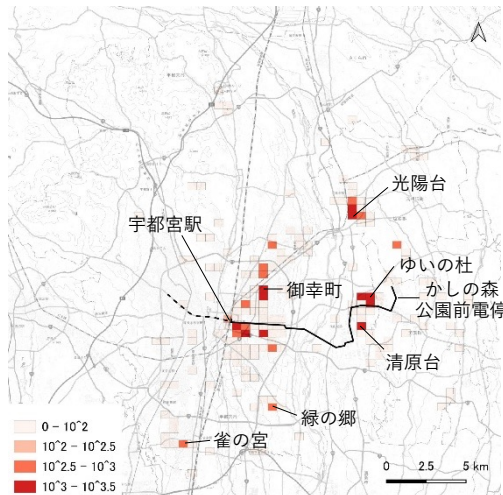 光陽台
宇都宮駅
ゆいの杜
御幸町
かしの森
公園前電停
清原台
緑の郷
雀の宮
0 - 10^2
10^2 - 10^2.5
10^2.5 - 10^3
10^3 - 10^3.5
0 2.5 5 km